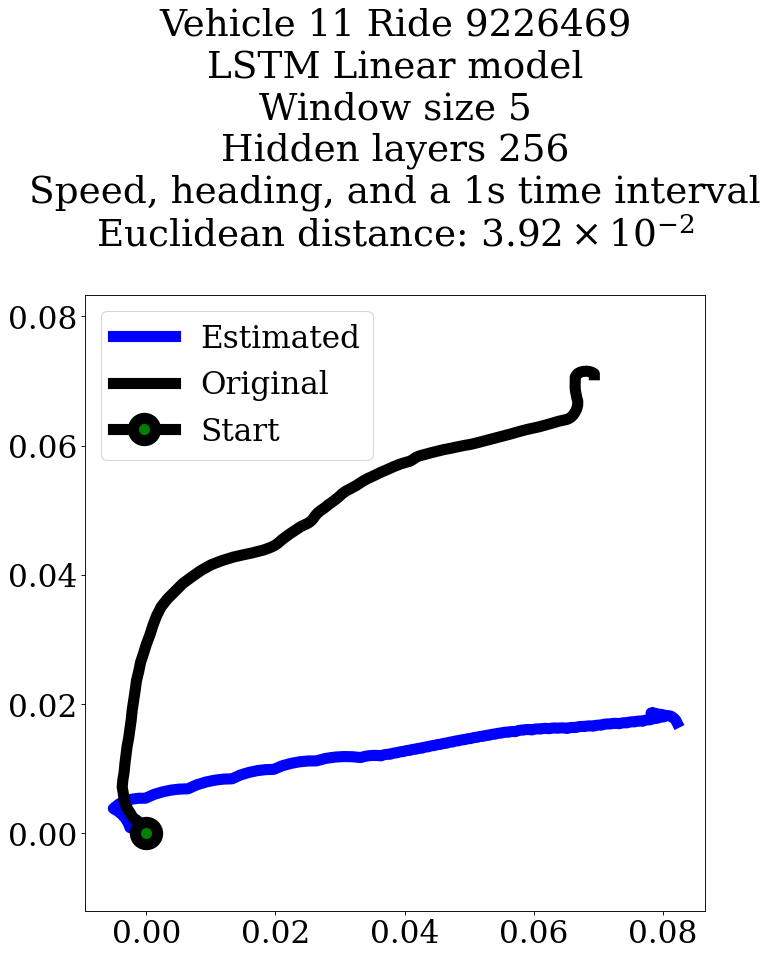 Vehicle 11 Ride 9226469
LSTM Linear model
Window size 5
Hidden layers 256
Speed, heading, and a 1s time interval
Euclidean distance: 3.92 × 10⁻²
Estimated
Original
Start
0.08
0.06
0.04
0.02
0.00
0.00 0.02 0.04 0.06 0.08